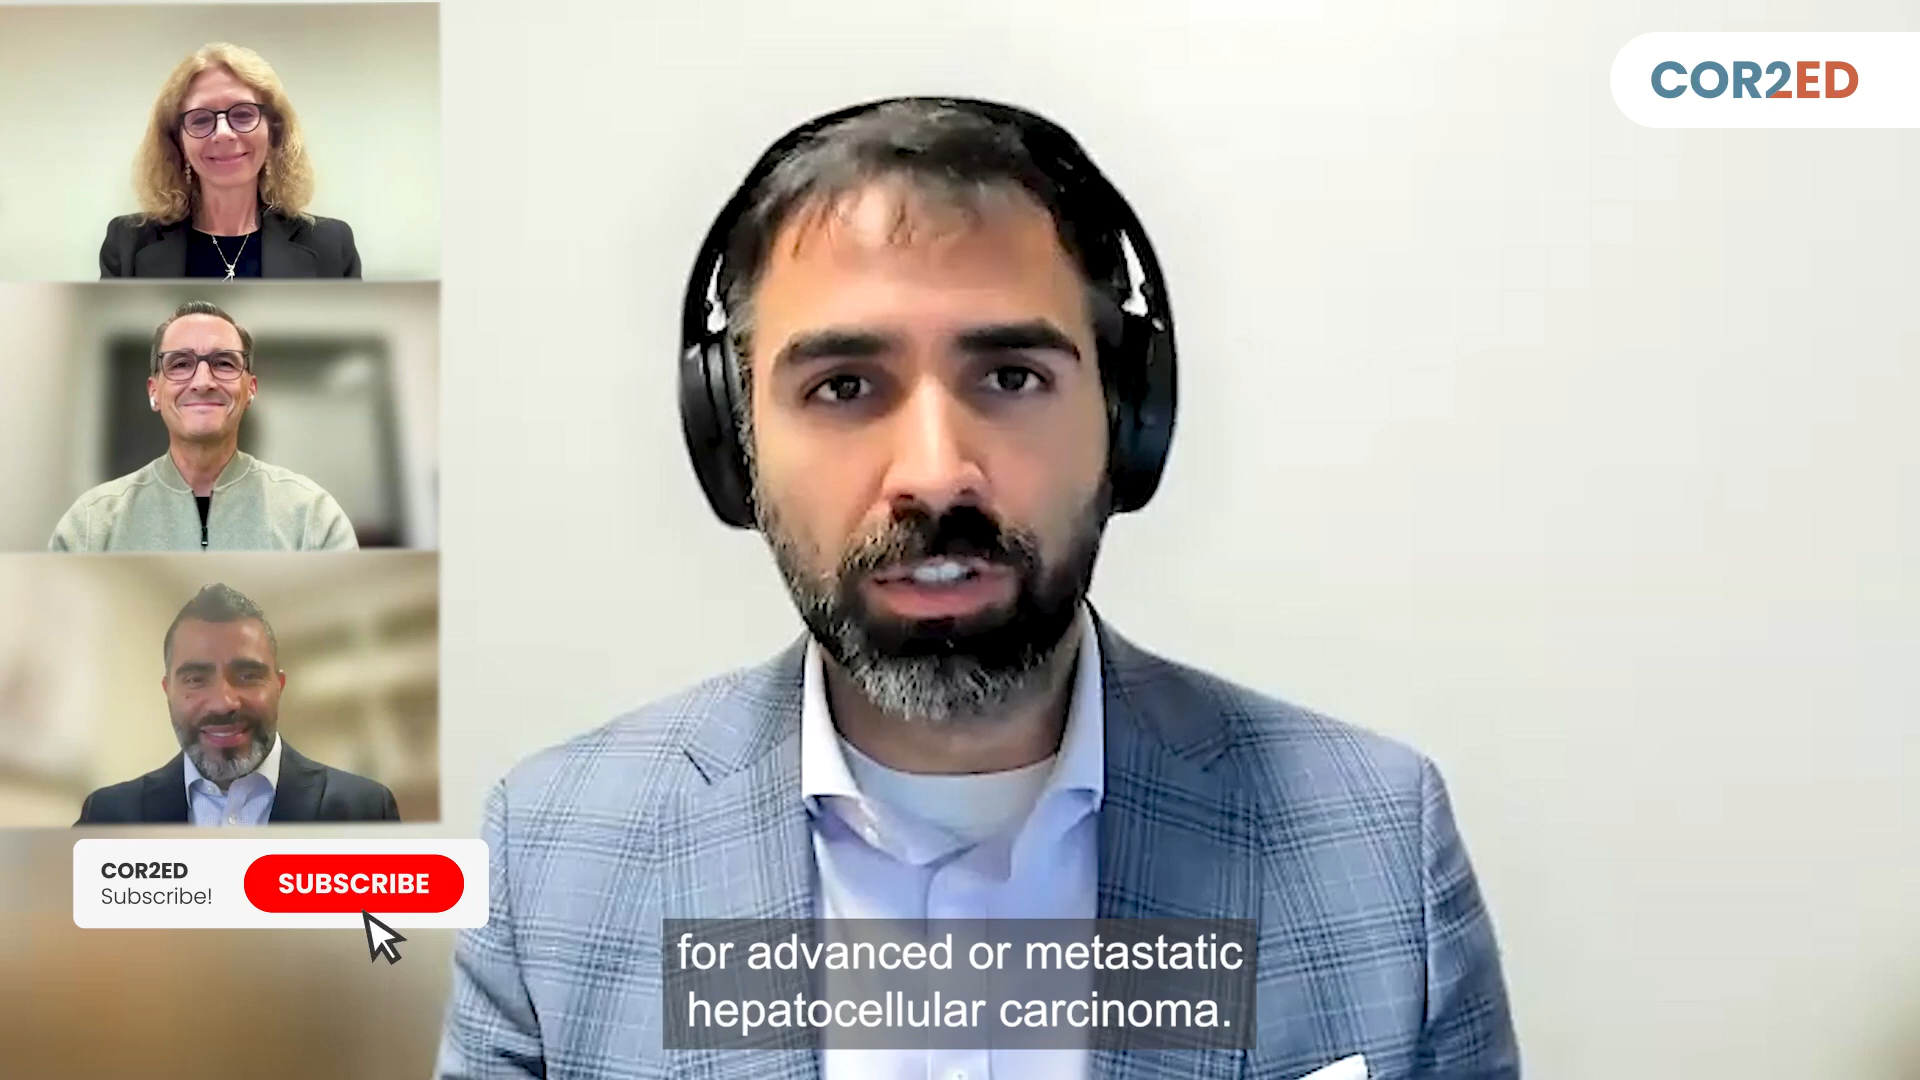 COR2ED
COR2ED
Subscribe!
SUBSCRIBE
for advanced or metastatic
hepatocellular carcinoma.